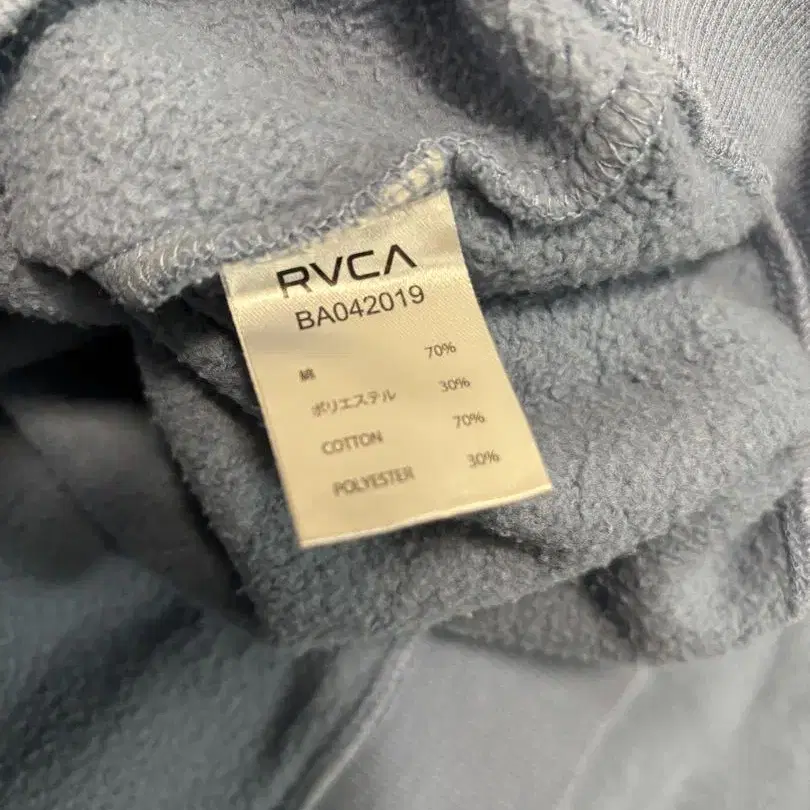 RVCA
BA042019
綿 70%
ポリエステル 30%
COTTON 70%
POLYESTER 30%